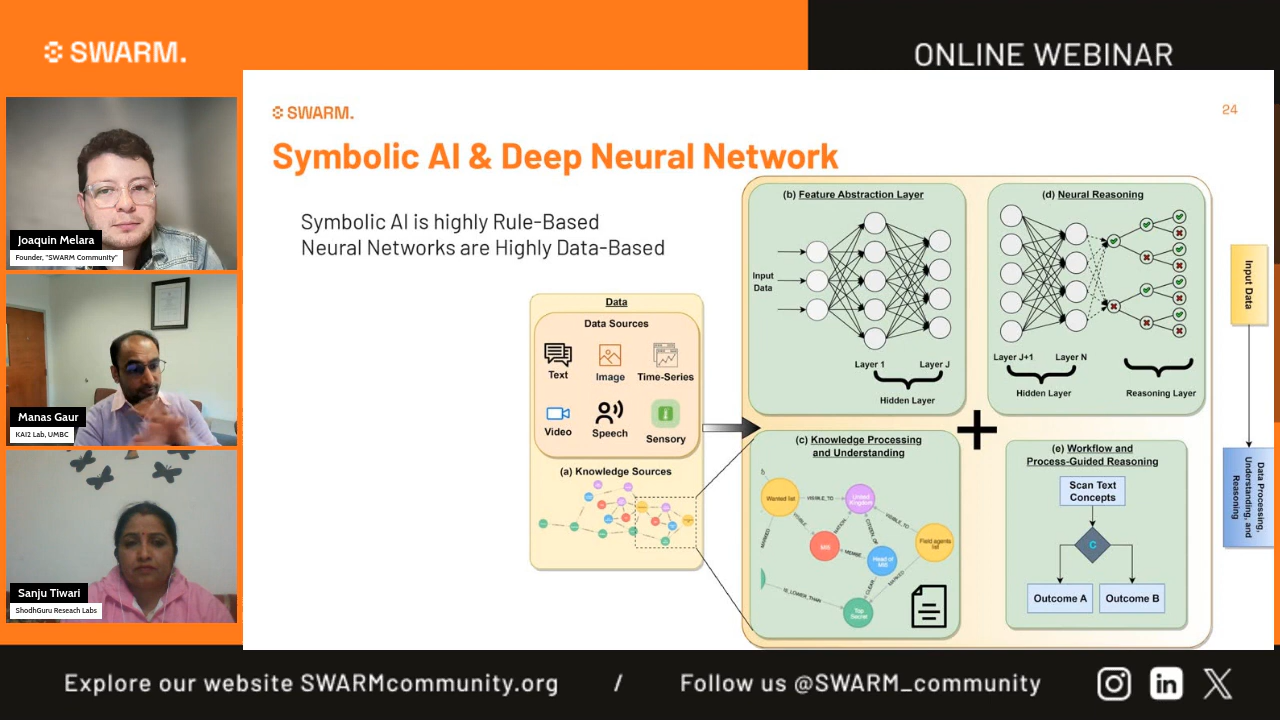 SWARM.
ONLINE WEBINAR
Joaquin Melara
Founder, "SWARM Community"
Manas Gaur
KAI2 Lab, UMBC
Sanju Tiwari
ShodhGuru Reseach Labs
SWARM.
24
Symbolic AI & Deep Neural Network
Symbolic AI is highly Rule-Based
Neural Networks are Highly Data-Based
Data
Data Sources
Text
Image
Time-Series
Video
Speech
Sensory
(a) Knowledge Sources
(b) Feature Abstraction Layer
Input
Data
Layer 1
Layer J
Hidden Layer
(d) Neural Reasoning
Layer J+1
Layer N
Hidden Layer
Reasoning Layer
(c) Knowledge Processing
and Understanding
Wanted list
VISIBLE_TO
United
Kingdom
VISIBLE_TO
CITIZEN_OF
Field agents
list
MI6
Head of
MI6
IS_LOWER_THAN
Top
Secret
(e) Workflow and
Process-Guided Reasoning
Scan Text
Concepts
C
Outcome A
Outcome B
Input Data
Data Processing,
Understanding, and
Reasoning
Explore our website SWARMcommunity.org
/
Follow us @SWARM_community